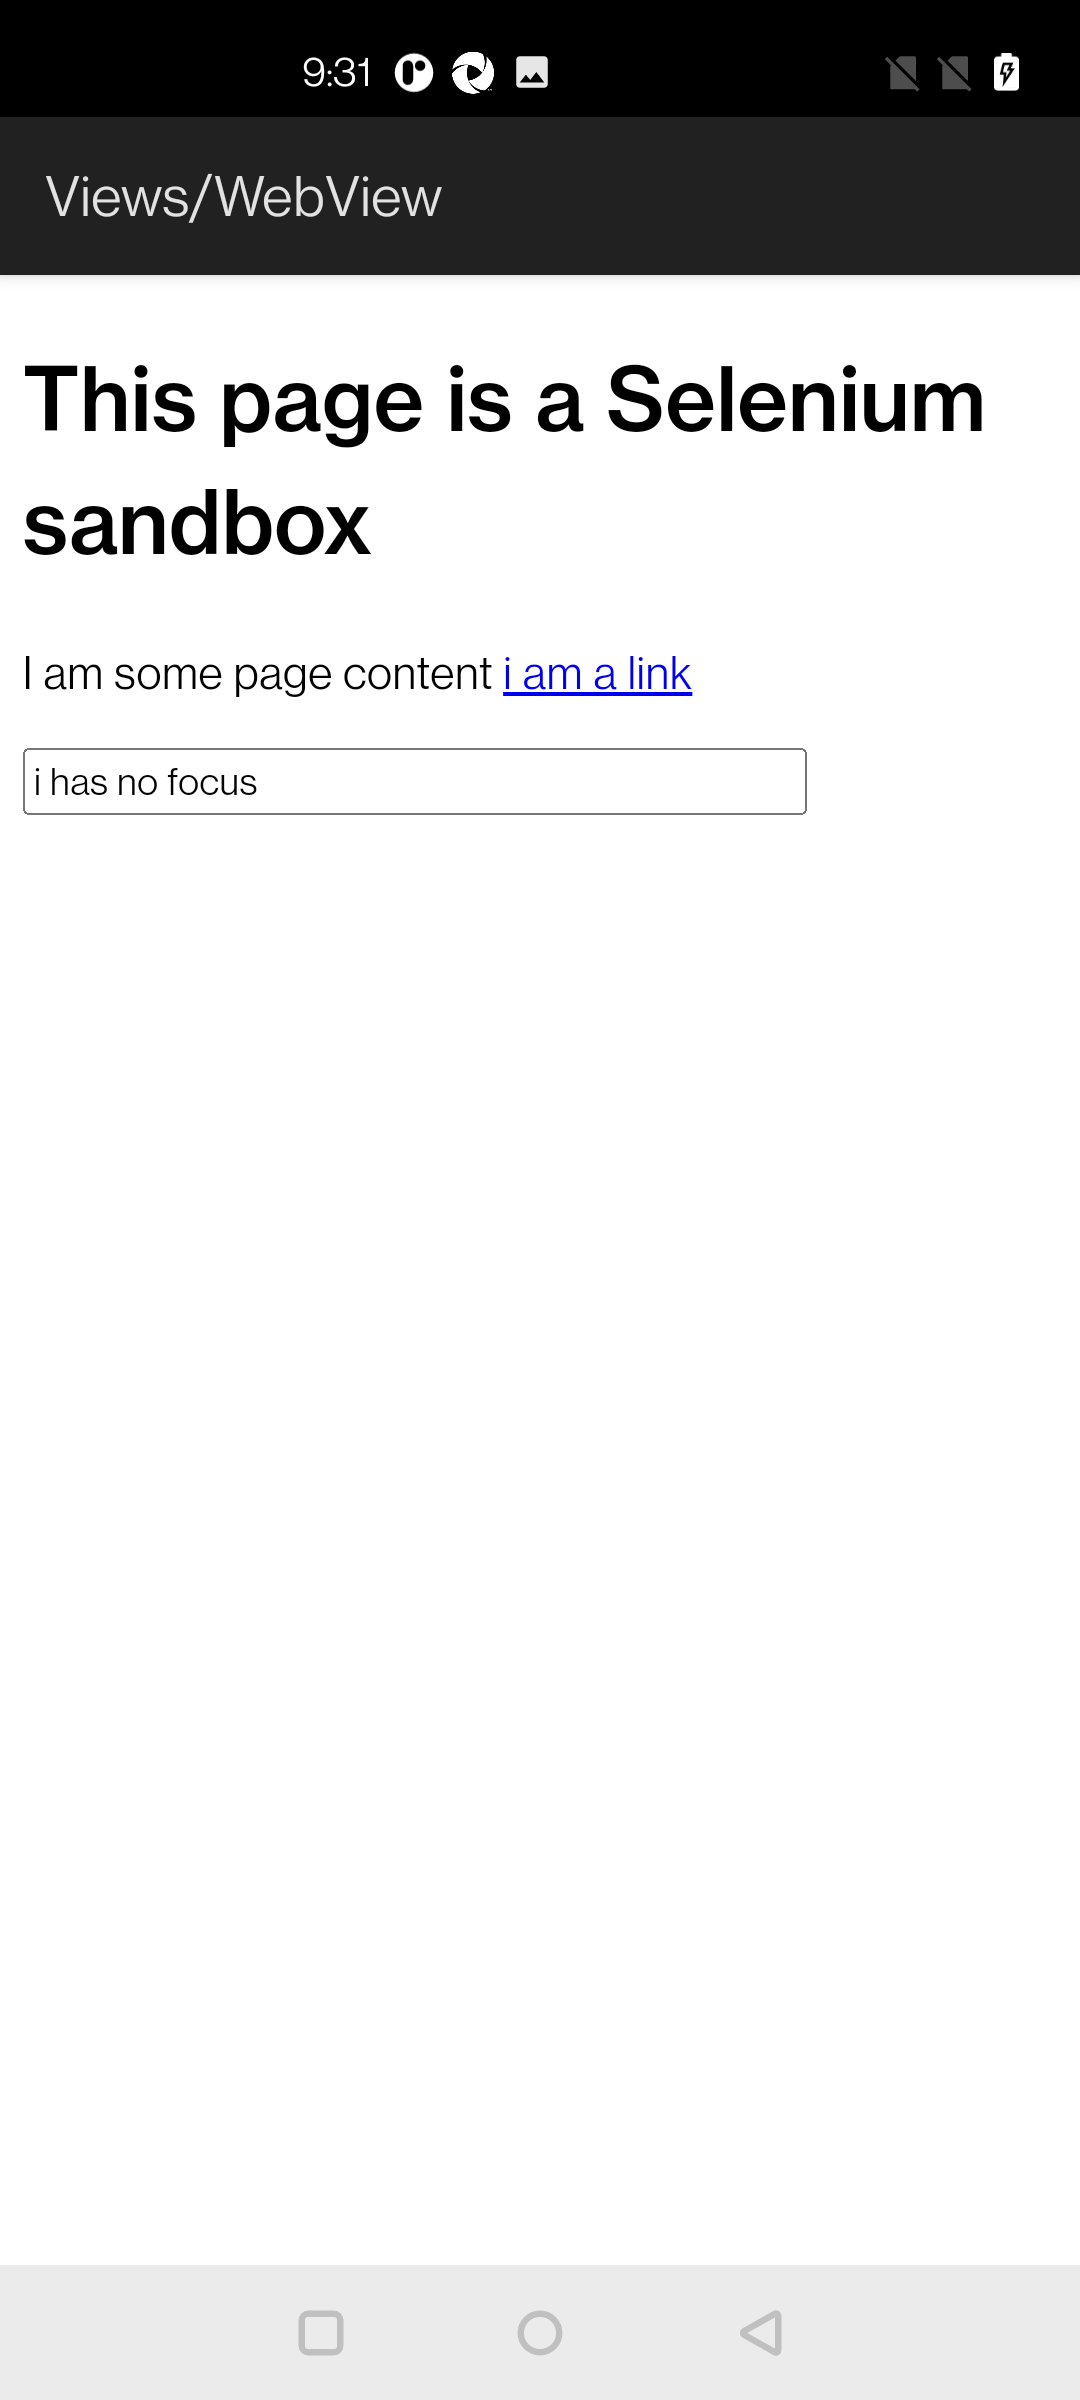 9:31
Views/WebView
This page is a Selenium
sandbox
I am some page content i am a link
i has no focus